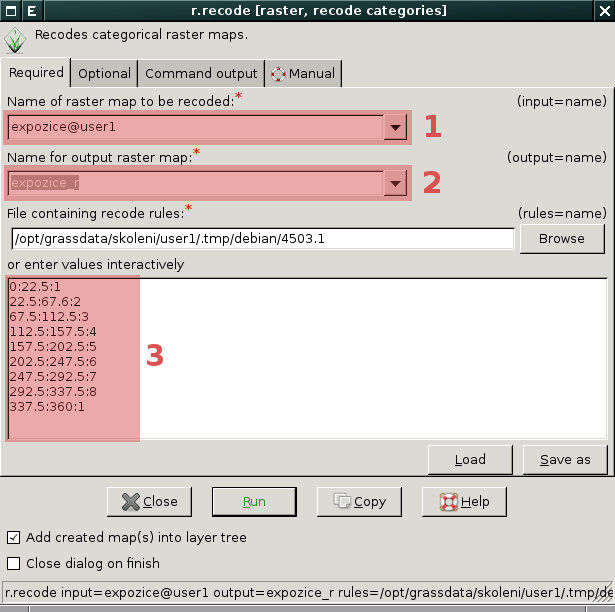 r.recode [raster, recode categories]
Recodes categorical raster maps.
Required Optional Command output Manual
Name of raster map to be recoded:* (input=name)
expozice@user1 1
Name for output raster map:* (output=name)
expozice_r 2
File containing recode rules:* (rules=name)
/opt/grassdata/skoleni/user1/.tmp/debian/4503.1 Browse
or enter values interactively
0:22.5:1
22.5:67.6:2
67.5:112.5:3
112.5:157.5:4
157.5:202.5:5
202.5:247.5:6
247.5:292.5:7
292.5:337.5:8
337.5:360:1
3
Load Save as
Close Run Copy Help
Add created map(s) into layer tree
Close dialog on finish
r.recode input=expozice@user1 output=expozice_r rules=/opt/grassdata/skoleni/user1/.tmp/de